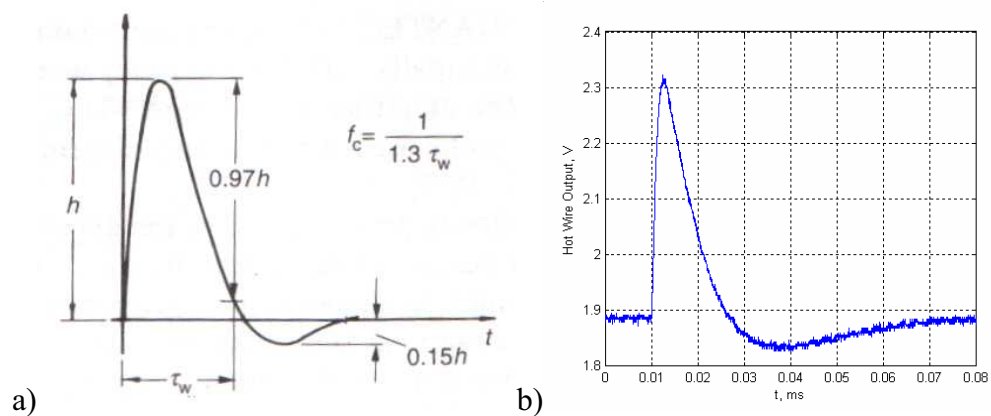 h
0.97h
f_c = 1 / 1.3 τ_w
t
0.15h
τ_w
a)
2.4
2.3
2.2
2.1
2
1.9
1.8
Hot Wire Output, V
0 0.01 0.02 0.03 0.04 0.05 0.06 0.07 0.08
t, ms
b)